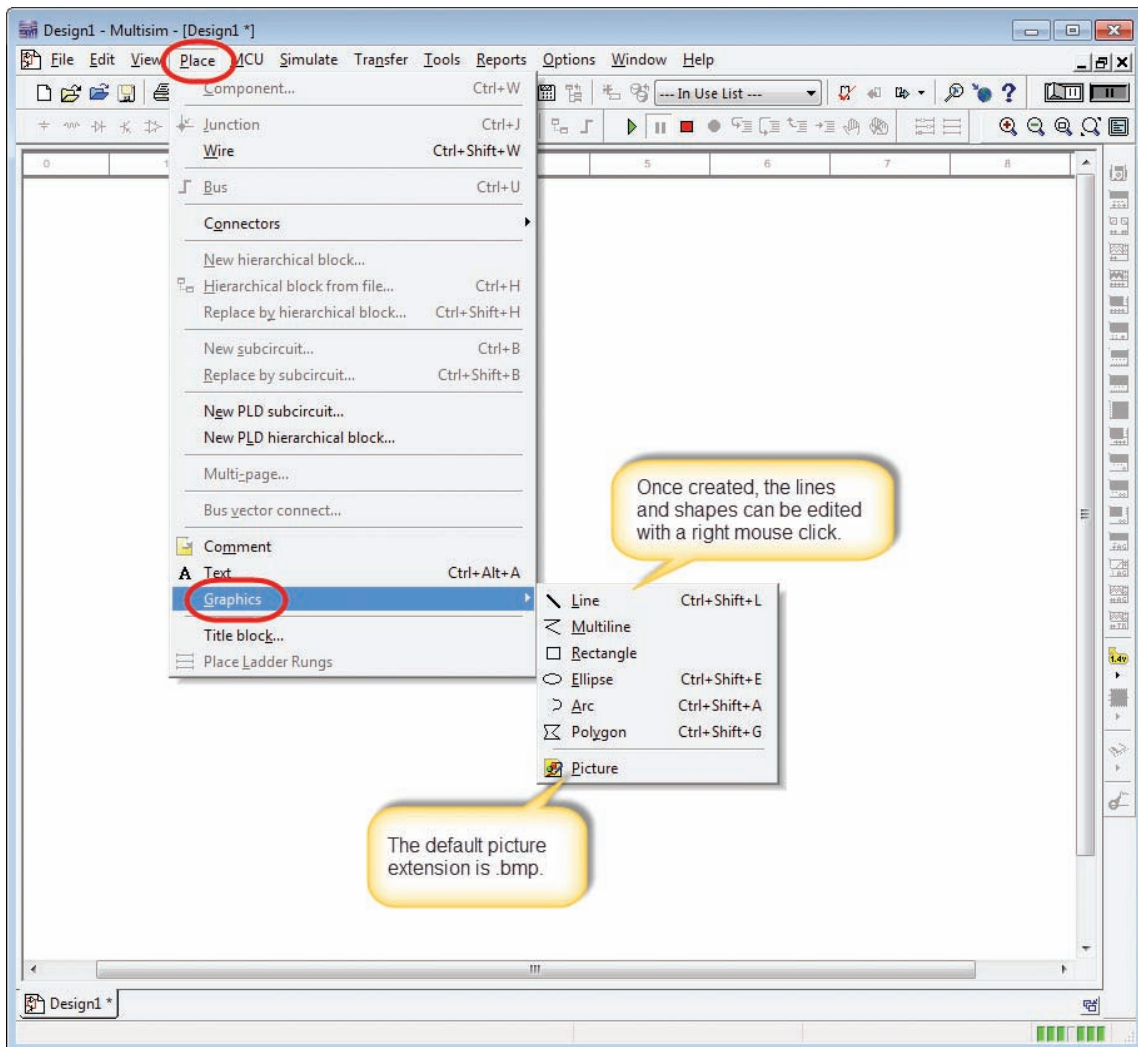 Design1 - Multisim - [Design1 *]
File Edit View Place MCU Simulate Transfer Tools Reports Options Window Help
--- In Use List ---
0 1 5 6 7 8
Component... Ctrl+W
Junction Ctrl+J
Wire Ctrl+Shift+W
Bus Ctrl+U
Connectors
New hierarchical block...
Hierarchical block from file... Ctrl+H
Replace by hierarchical block... Ctrl+Shift+H
New subcircuit... Ctrl+B
Replace by subcircuit... Ctrl+Shift+B
New PLD subcircuit...
New PLD hierarchical block...
Multi-page...
Bus vector connect...
Comment
A Text Ctrl+Alt+A
Graphics
Title block...
Place Ladder Rungs
Once created, the lines
and shapes can be edited
with a right mouse click.
Line Ctrl+Shift+L
Multiline
Rectangle
Ellipse Ctrl+Shift+E
Arc Ctrl+Shift+A
Polygon Ctrl+Shift+G
Picture
The default picture
extension is .bmp.
1.4v
Design1 *